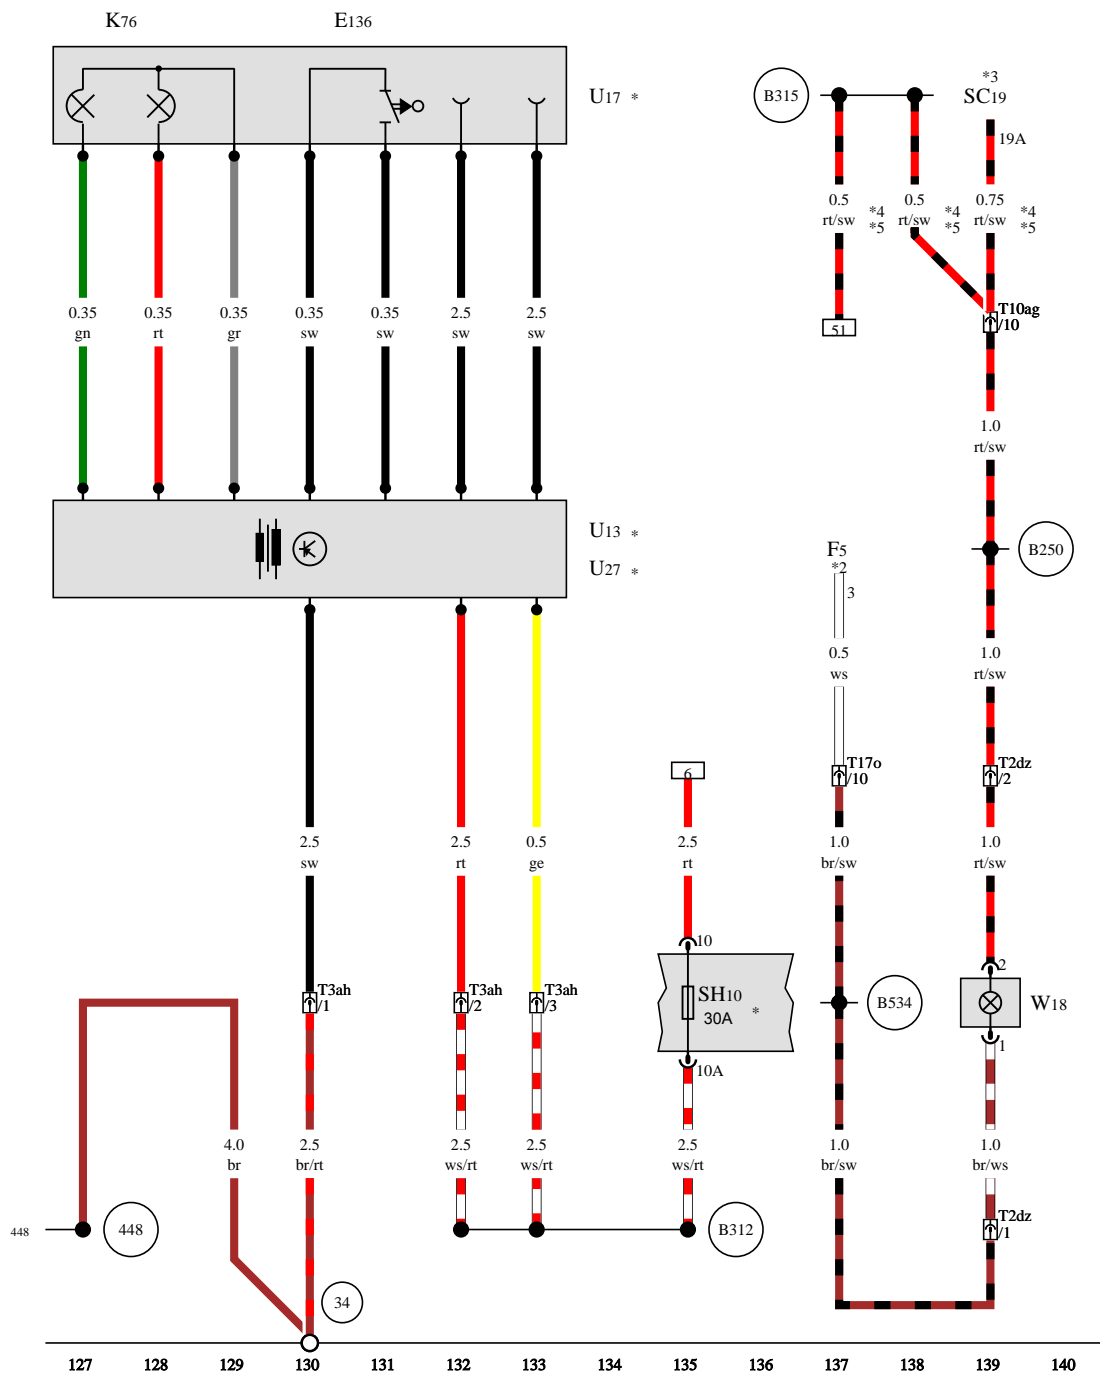 K76 E136
*3
U17 * B315 SC19
19A
0.5 0.5 0.75
rt/sw *4 rt/sw *4 rt/sw *4
*5 *5 *5
0.35 0.35 0.35 0.35 0.35 2.5 2.5 T10ag
gn rt gr sw sw sw sw 51 /10
1.0
rt/sw
U13 *
F5 B250
U27 * *2
3
0.5 1.0
ws rt/sw
6 T17o T2dz
/10 /2
2.5 2.5 0.5 2.5 1.0 1.0
sw rt ge rt br/sw rt/sw
10
2
T3ah T3ah T3ah SH10 B534 W18
/1 /2 /3 30A *
1
10A
4.0 2.5 2.5 2.5 2.5 1.0 1.0
br br/rt ws/rt ws/rt ws/rt br/sw br/ws
T2dz
448 448 B312 /1
34
127 128 129 130 131 132 133 134 135 136 137 138 139 140